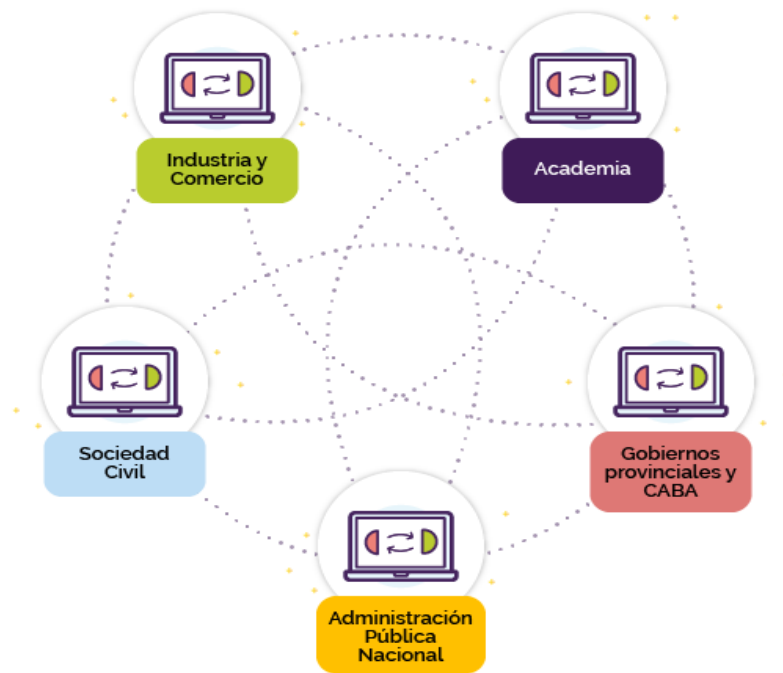 Industria y
Comercio
Academia
Sociedad
Civil
Gobiernos
provinciales y
CABA
Administración
Pública
Nacional